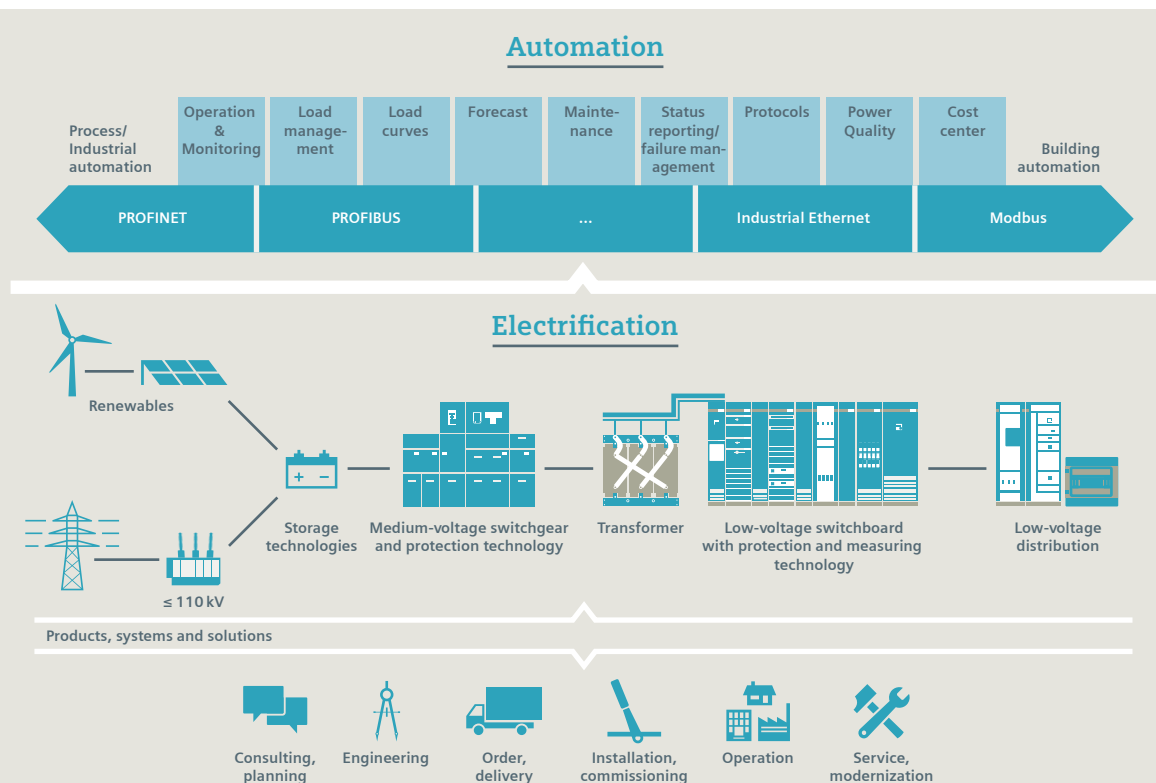 Automation
Process/
Industrial
automation
Operation
&
Monitoring
Load
manage-
ment
Load
curves
Forecast
Mainte-
nance
Status
reporting/
failure man-
agement
Protocols
Power
Quality
Cost
center
Building
automation
PROFINET
PROFIBUS
...
Industrial Ethernet
Modbus
Electrification
Renewables
≤ 110 kV
Storage
technologies
Medium-voltage switchgear
and protection technology
Transformer
Low-voltage switchboard
with protection and measuring
technology
Low-voltage
distribution
Products, systems and solutions
Consulting,
planning
Engineering
Order,
delivery
Installation,
commissioning
Operation
Service,
modernization